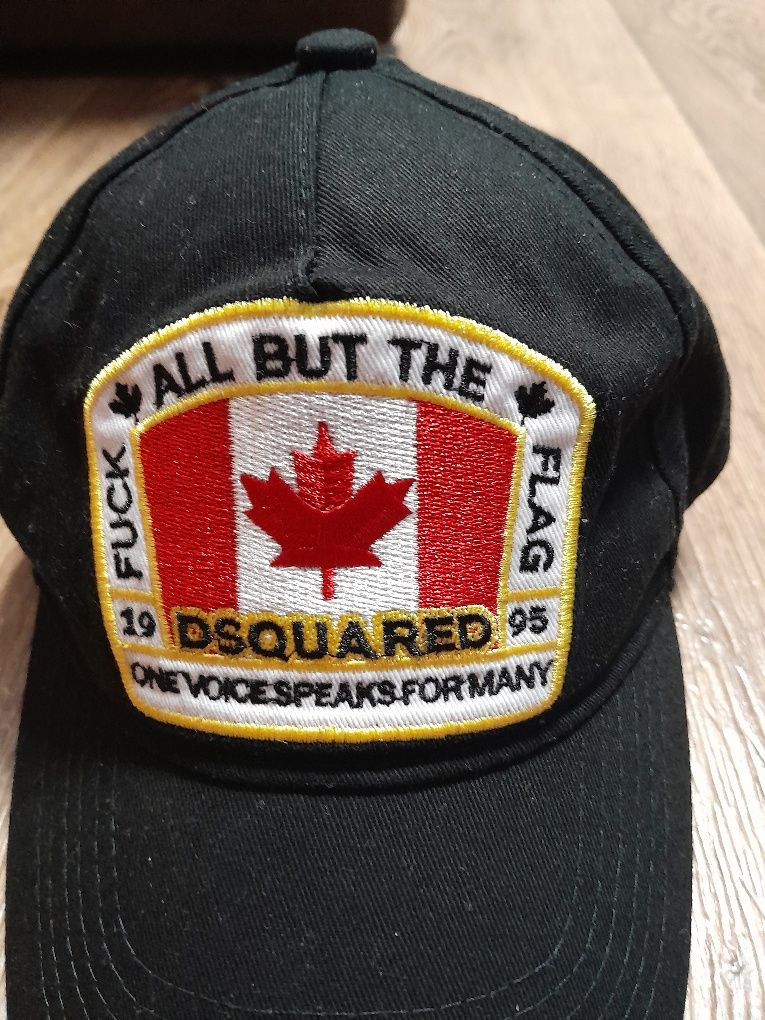 FUCK
ALL BUT THE
FLAG
19 DSQUARED 95
ONE VOICE SPEAKS FOR MANY